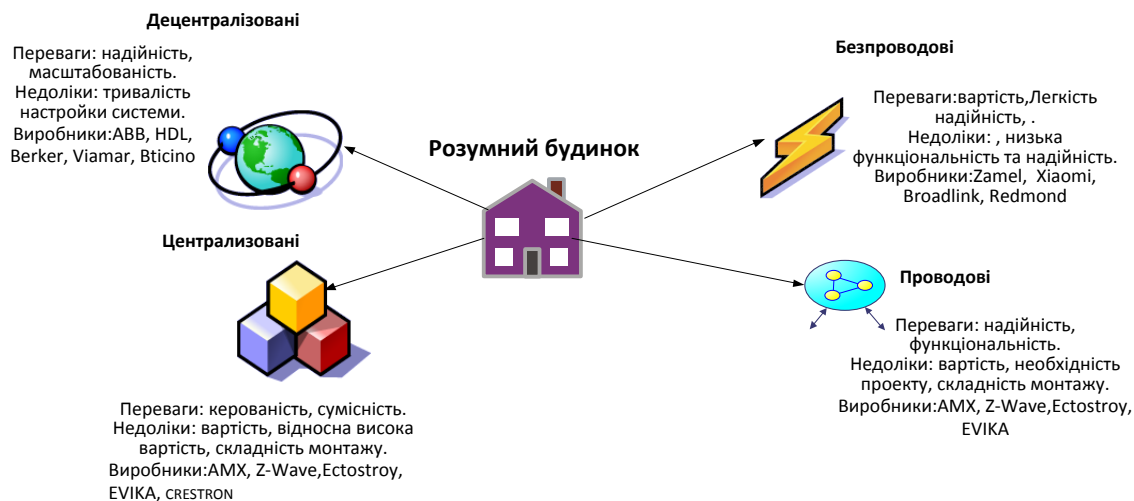 Децентралізовані
Переваги: надійність,
масштабованість.
Недоліки: тривалість
настройки системи.
Виробники:ABB, HDL,
Berker, Viamar, Bticino
Розумний будинок
Безпроводові
Переваги:вартість,Легкість
надійність, .
Недоліки: , низька
функціональність та надійність.
Виробники:Zamel, Xiaomi,
Broadlink, Redmond
Централизовані
Переваги: керованість, сумісність.
Недоліки: вартість, відносна висока
вартість, складність монтажу.
Виробники:AMX, Z-Wave,Ectostroy,
EVIKA, CRESTRON
Проводові
Переваги: надійність,
функціональність.
Недоліки: вартість, необхідність
проекту, складність монтажу.
Виробники:AMX, Z-Wave,Ectostroy,
EVIKA